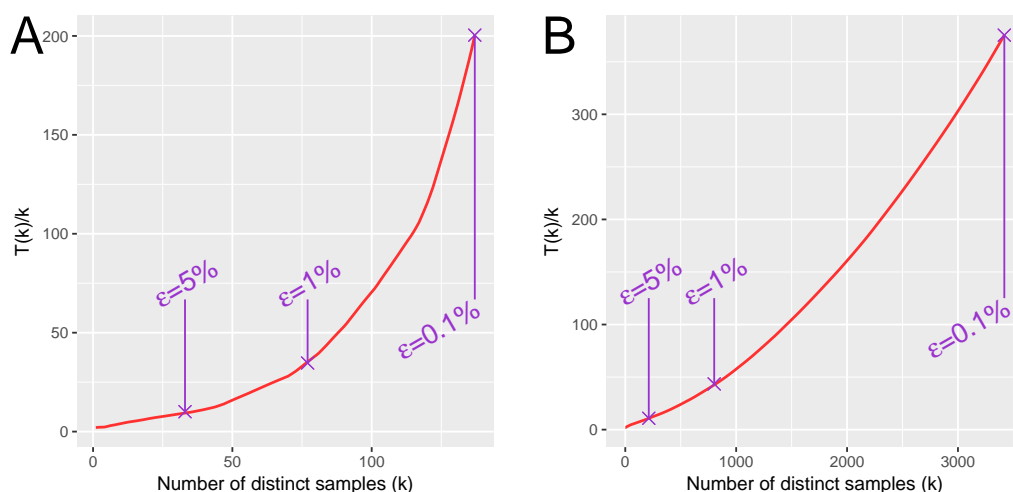 A
200
150
100
50
0
T(k)/k
ε=5%
ε=1%
ε=0.1%
0
50
100
Number of distinct samples (k)
B
300
200
100
0
T(k)/k
ε=5%
ε=1%
ε=0.1%
0
1000
2000
3000
Number of distinct samples (k)